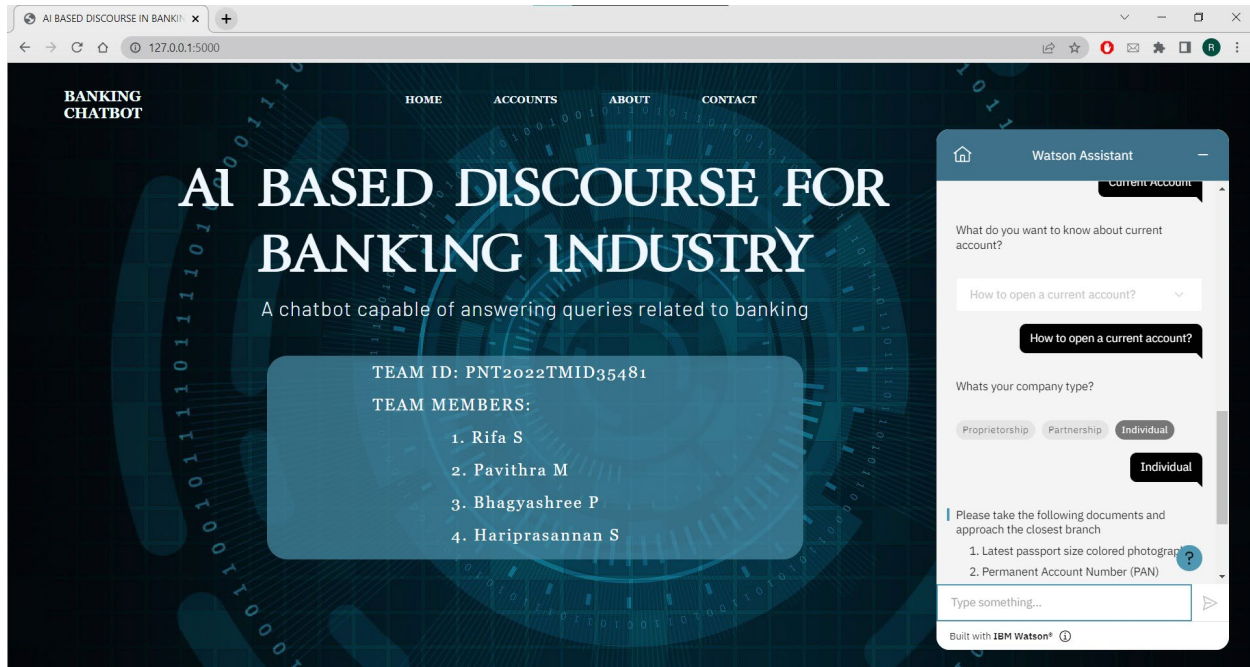 AI BASED DISCOURSE IN BANKIN
127.0.0.1:5000
R
BANKING
CHATBOT
HOME ACCOUNTS ABOUT CONTACT
AI BASED DISCOURSE FOR
BANKING INDUSTRY
A chatbot capable of answering queries related to banking
TEAM ID: PNT2022TMID35481
TEAM MEMBERS:
1. Rifa S
2. Pavithra M
3. Bhagyashree P
4. Hariprasannan S
Watson Assistant
Current Account
What do you want to know about current
account?
How to open a current account?
How to open a current account?
Whats your company type?
Proprietorship Partnership Individual
Individual
Please take the following documents and
approach the closest branch
1. Latest passport size colored photograp
2. Permanent Account Number (PAN)
?
Type something...
Built with IBM Watson®